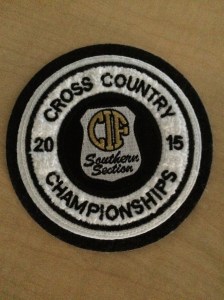 CROSS COUNTRY
20 15
CIF
Southern
Section
CHAMPIONSHIPS